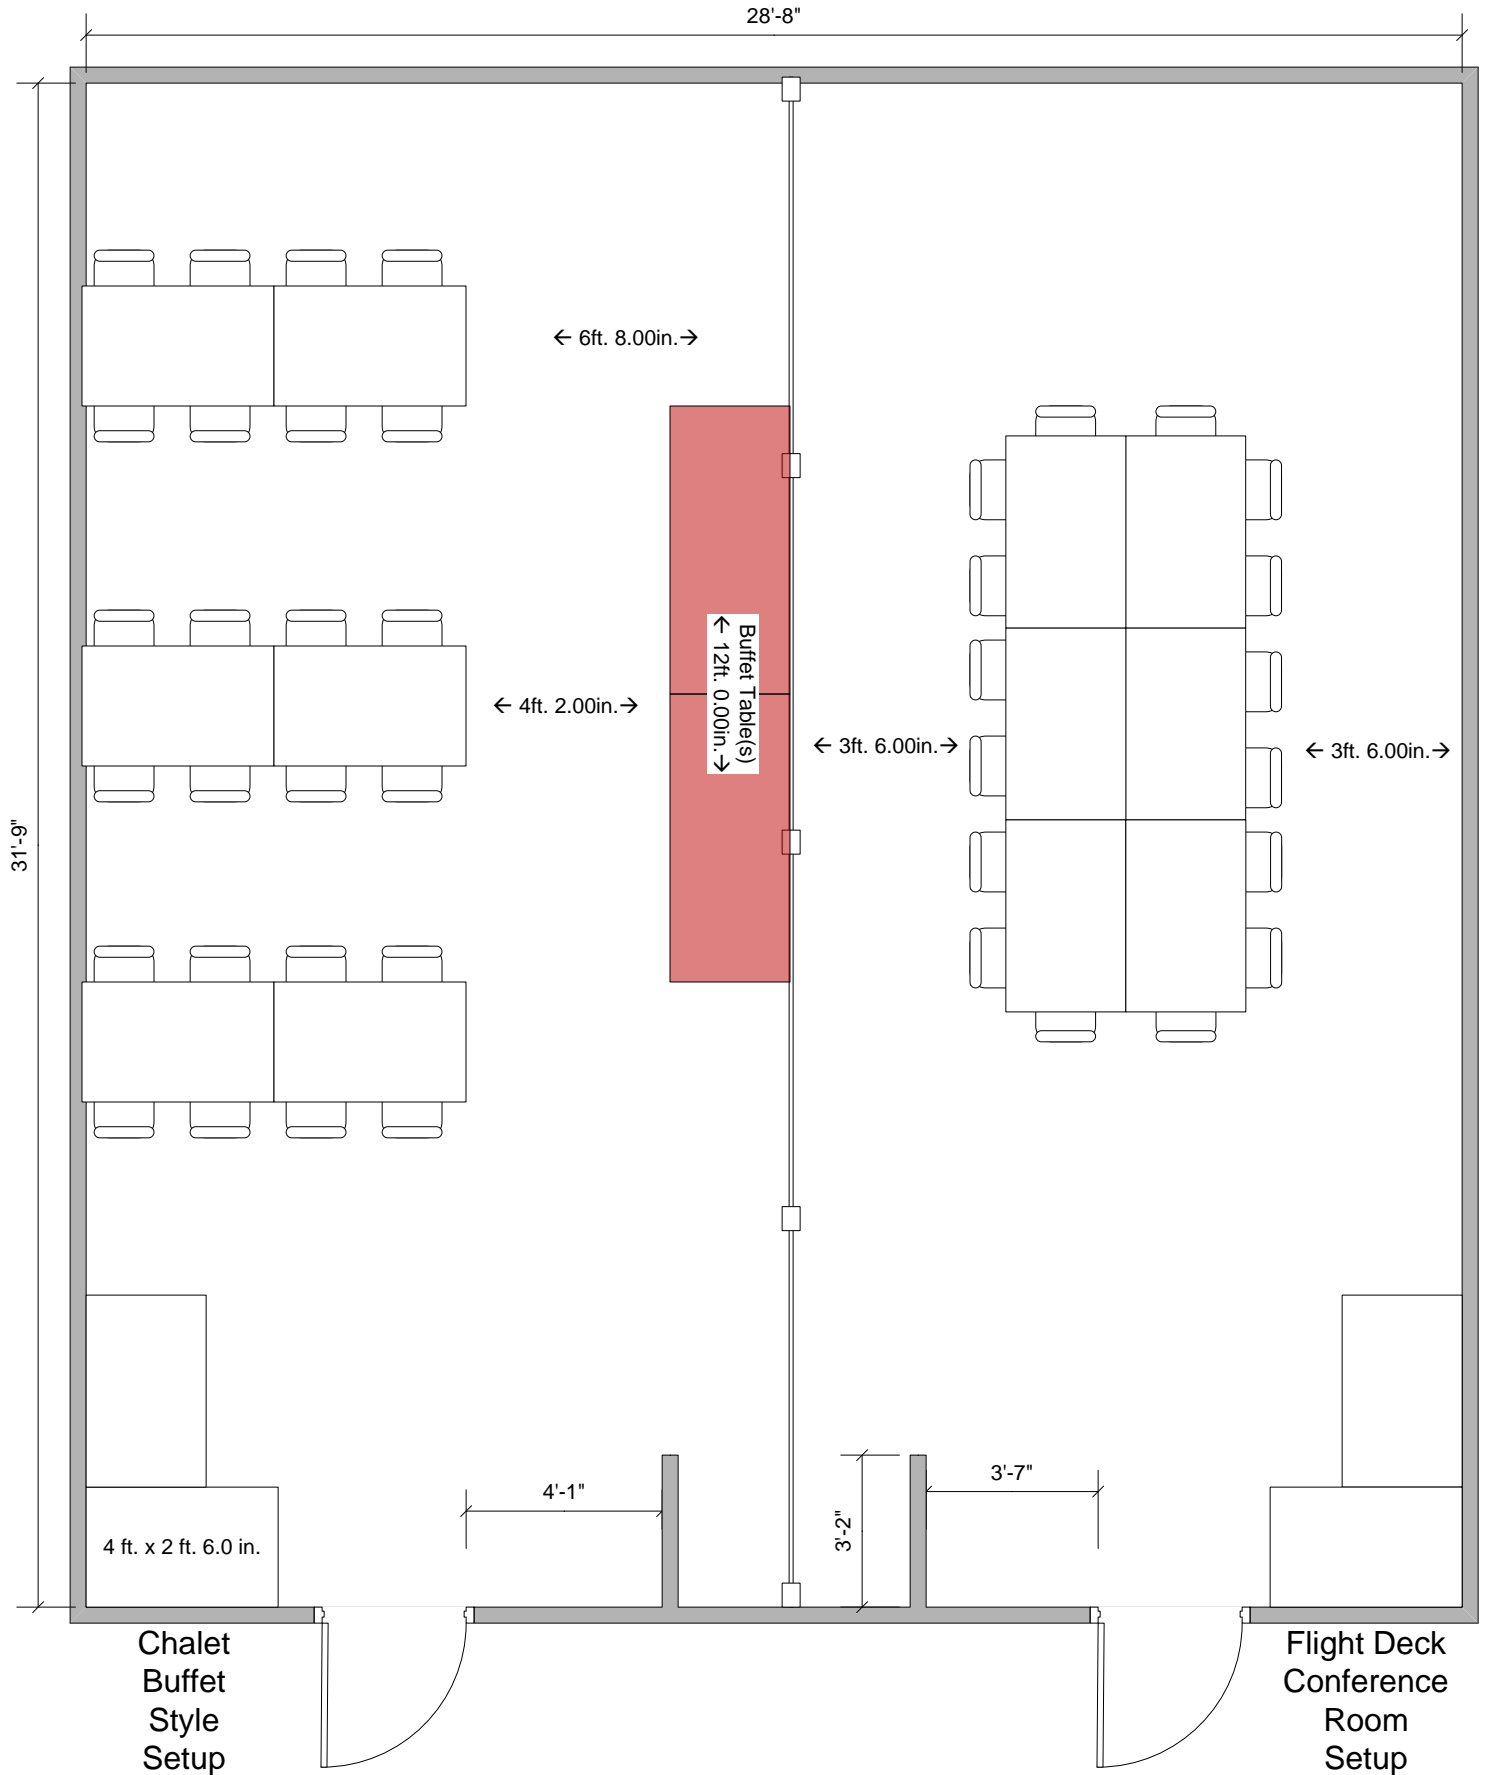 28'-8"
← 6ft. 8.00in.→
Buffet Table(s)
← 12ft. 0.00in.→
← 4ft. 2.00in.→
← 3ft. 6.00in.→
← 3ft. 6.00in.→
31'-9"
4'-1"
3'-2"
3'-7"
4 ft. x 2 ft. 6.0 in.
Chalet
Buffet
Style
Setup
Flight Deck
Conference
Room
Setup